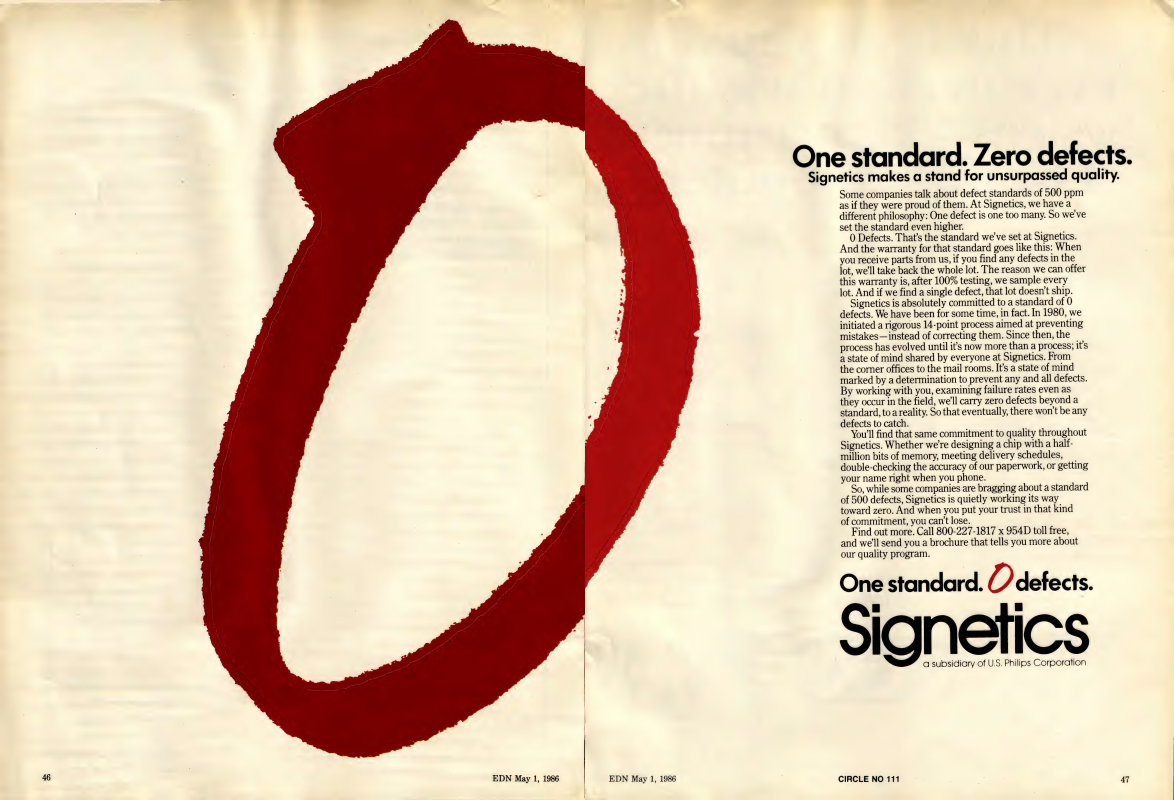 One standard. Zero defects.
Signetics makes a stand for unsurpassed quality.
Some companies talk about defect standards of 500 ppm
as if they were proud of them. At Signetics, we have a
different philosophy: One defect is one too many. So we've
set the standard even higher.
0 Defects. That's the standard we've set at Signetics.
And the warranty for that standard goes like this: When
you receive parts from us, if you find any defects in the
lot, we'll take back the whole lot. The reason we can offer
this warranty is, after 100% testing, we sample every
lot. And if we find a single defect, that lot doesn't ship.
Signetics is absolutely committed to a standard of 0
defects. We have been for some time, in fact. In 1980, we
initiated a rigorous 14-point process aimed at preventing
mistakes—instead of correcting them. Since then, the
process has evolved until it's now more than a process; it's
a state of mind shared by everyone at Signetics. From
the corner offices to the mail rooms. It's a state of mind
marked by a determination to prevent any and all defects.
By working with you, examining failure rates even as
they occur in the field, we'll carry zero defects beyond a
standard, to a reality. So that eventually, there won't be any
defects to catch.
You'll find that same commitment to quality throughout
Signetics. Whether we're designing a chip with a half-
million bits of memory, meeting delivery schedules,
double-checking the accuracy of our paperwork, or getting
your name right when you phone.
So, while some companies are bragging about a standard
of 500 defects, Signetics is quietly working its way
toward zero. And when you put your trust in that kind
of commitment, you can't lose.
Find out more. Call 800-227-1817 x 954D toll free,
and we'll send you a brochure that tells you more about
our quality program.
One standard. 0 defects.
Signetics
a subsidiary of U.S. Philips Corporation
46
EDN May 1, 1986
EDN May 1, 1986
CIRCLE NO 111
47